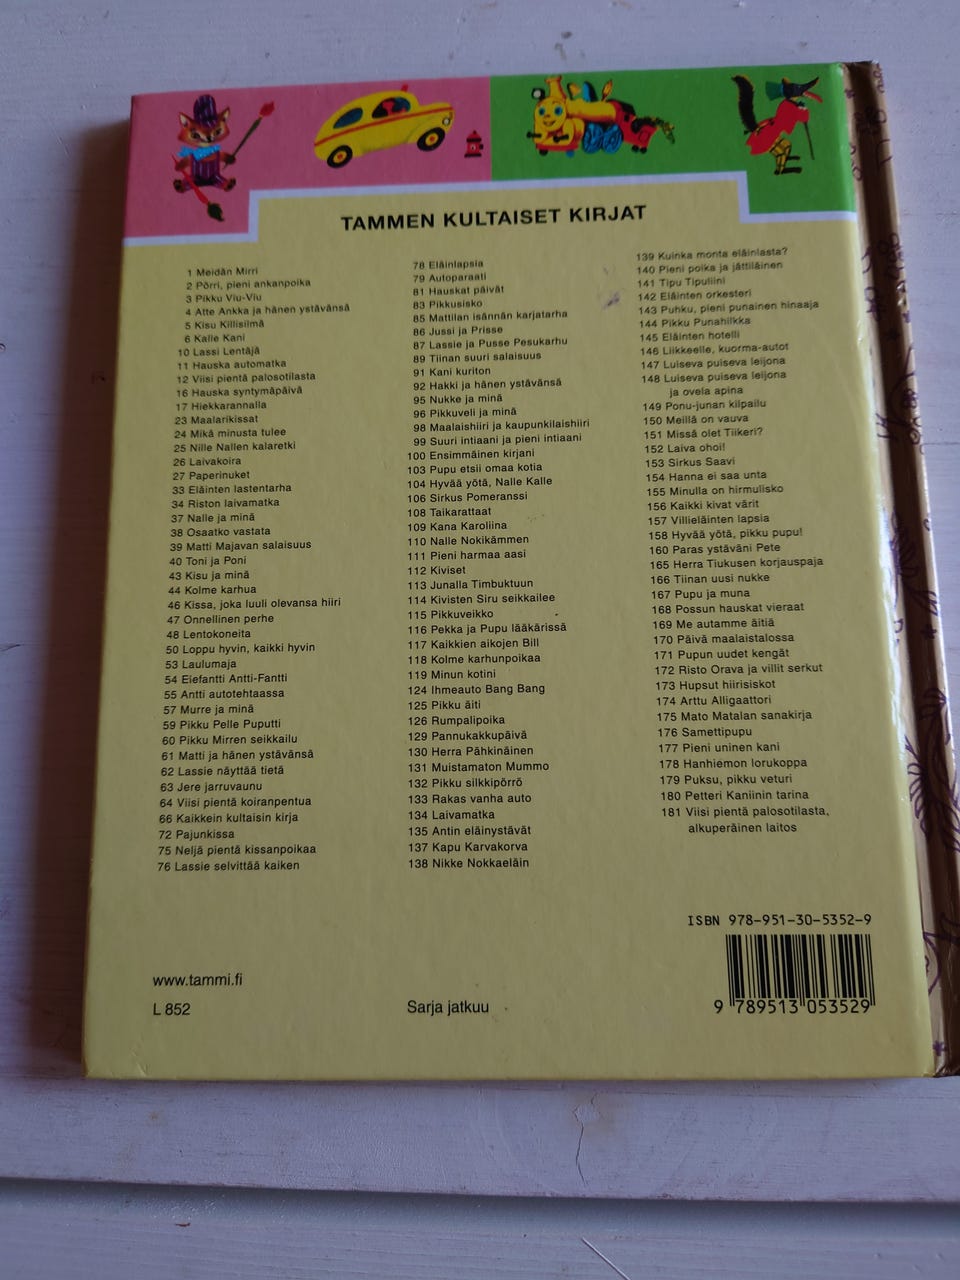 TAMMEN KULTAISET KIRJAT
1 Meidän Mirri
2 Pörri, pieni ankanpoika
3 Pikku Viu-Viu
4 Atte Ankka ja hänen ystävänsä
5 Kisu Killisilmä
6 Kalle Kani
10 Lassi Lentäjä
11 Hauska automatka
12 Viisi pientä palosotilasta
16 Hauska syntymäpäivä
17 Hiekkarannalla
23 Maalarikissat
24 Mikä minusta tulee
25 Nille Nallen kalaretki
26 Laivakoira
27 Paperinuket
33 Eläinten lastentarha
34 Riston laivamatka
37 Nalle ja minä
38 Osaatko vastata
39 Matti Majavan salaisuus
40 Toni ja Poni
43 Kisu ja minä
44 Kolme karhua
46 Kissa, joka luuli olevansa hiiri
47 Onnellinen perhe
48 Lentokoneita
50 Loppu hyvin, kaikki hyvin
53 Laulumaja
54 Elefantti Antti-Fantti
55 Antti autotehtaassa
57 Murre ja minä
59 Pikku Pelle Puputti
60 Pikku Mirren seikkailu
61 Matti ja hänen ystävänsä
62 Lassie näyttää tietä
63 Jere jarruvaunu
64 Viisi pientä koiranpentua
66 Kaikkein kultaisin kirja
72 Pajunkissa
75 Neljä pientä kissanpoikaa
76 Lassie selvittää kaiken
78 Eläinlapsia
79 Autoparaati
81 Hauskat päivät
83 Pikkusisko
85 Mattilan isännän karjatarha
86 Jussi ja Prisse
87 Lassie ja Pusse Pesukarhu
89 Tiinan suuri salaisuus
91 Kani kuriton
92 Hakki ja hänen ystävänsä
95 Nukke ja minä
96 Pikkuveli ja minä
98 Maalaishiiri ja kaupunkilaishiiri
99 Suuri intiaani ja pieni intiaani
100 Ensimmäinen kirjani
103 Pupu etsii omaa kotia
104 Hyvää yötä, Nalle Kalle
106 Sirkus Pomeranssi
108 Taikarattaat
109 Kana Karoliina
110 Nalle Nokikämmen
111 Pieni harmaa aasi
112 Kiviset
113 Junalla Timbuktuun
114 Kivisten Siru seikkailee
115 Pikkuveikko
116 Pekka ja Pupu lääkärissä
117 Kaikkien aikojen Bill
118 Kolme karhunpoikaa
119 Minun kotini
124 Ihmeauto Bang Bang
125 Pikku äiti
126 Rumpalipoika
129 Pannukakkupäivä
130 Herra Pähkinäinen
131 Muistamaton Mummo
132 Pikku silkkipörrö
133 Rakas vanha auto
134 Laivamatka
135 Antin eläinystävät
137 Kapu Karvakorva
138 Nikke Nokkaeläin
139 Kuinka monta eläinlasta?
140 Pieni poika ja jättiläinen
141 Tipu Tipuliini
142 Eläinten orkesteri
143 Puhku, pieni punainen hinaaja
144 Pikku Punahilkka
145 Eläinten hotelli
146 Liikkeelle, kuorma-autot
147 Luiseva puiseva leijona
148 Luiseva puiseva leijona
ja ovela apina
149 Ponu-junan kilpailu
150 Meillä on vauva
151 Missä olet Tiikeri?
152 Laiva ohoi!
153 Sirkus Saavi
154 Hanna ei saa unta
155 Minulla on hirmulisko
156 Kaikki kivat värit
157 Villieläinten lapsia
158 Hyvää yötä, pikku pupu!
160 Paras ystäväni Pete
165 Herra Tiukusen korjauspaja
166 Tiinan uusi nukke
167 Pupu ja muna
168 Possun hauskat vieraat
169 Me autamme äitiä
170 Päivä maalaistalossa
171 Pupun uudet kengät
172 Risto Orava ja villit serkut
173 Hupsut hiirisiskot
174 Arttu Alligaattori
175 Mato Matalan sanakirja
176 Samettipupu
177 Pieni uninen kani
178 Hanhiemon lorukoppa
179 Puksu, pikku veturi
180 Petteri Kaniinin tarina
181 Viisi pientä palosotilasta,
alkuperäinen laitos
ISBN 978-951-30-5352-9
9 789513 053529
www.tammi.fi
L 852
Sarja jatkuu